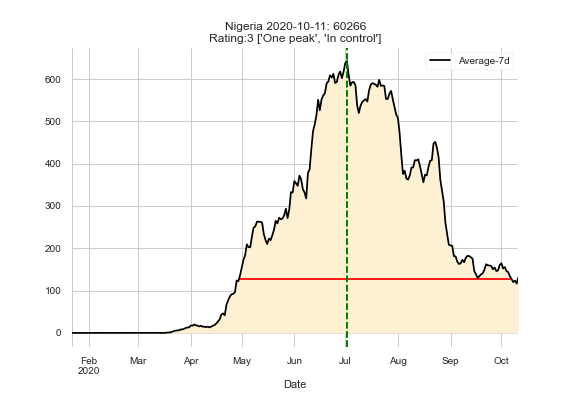 Nigeria 2020-10-11: 60266
Rating:3 ['One peak', 'In control']
Average-7d
600
500
400
300
200
100
0
Feb Mar Apr May Jun Jul Aug Sep Oct
2020
Date